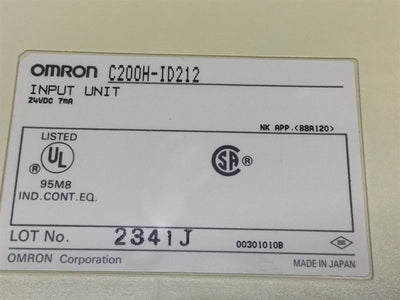 OMRON C200H-ID212
INPUT UNIT
24VDC 7mA
NK APP.<88A120>
LISTED
UL ®
95M8
IND.CONT.EQ.
® SA
LOT No. 2341J 00301010B
OMRON Corporation MADE IN JAPAN